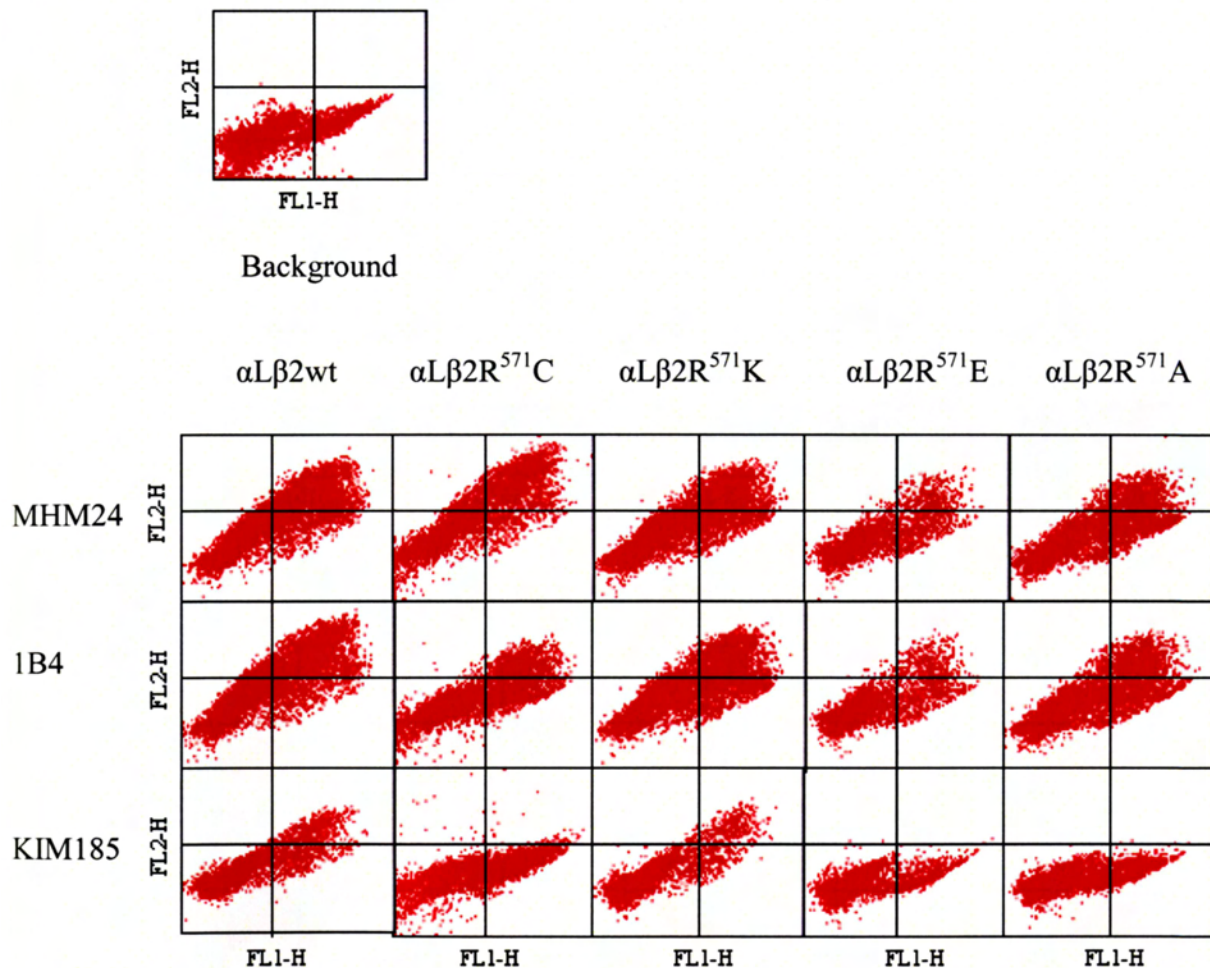 FL2-H
FL1-H
Background
αLβ2wt αLβ2R⁵⁷¹C αLβ2R⁵⁷¹K αLβ2R⁵⁷¹E αLβ2R⁵⁷¹A
MHM24 FL2-H
1B4 FL2-H
KIM185 FL2-H
FL1-H FL1-H FL1-H FL1-H FL1-H